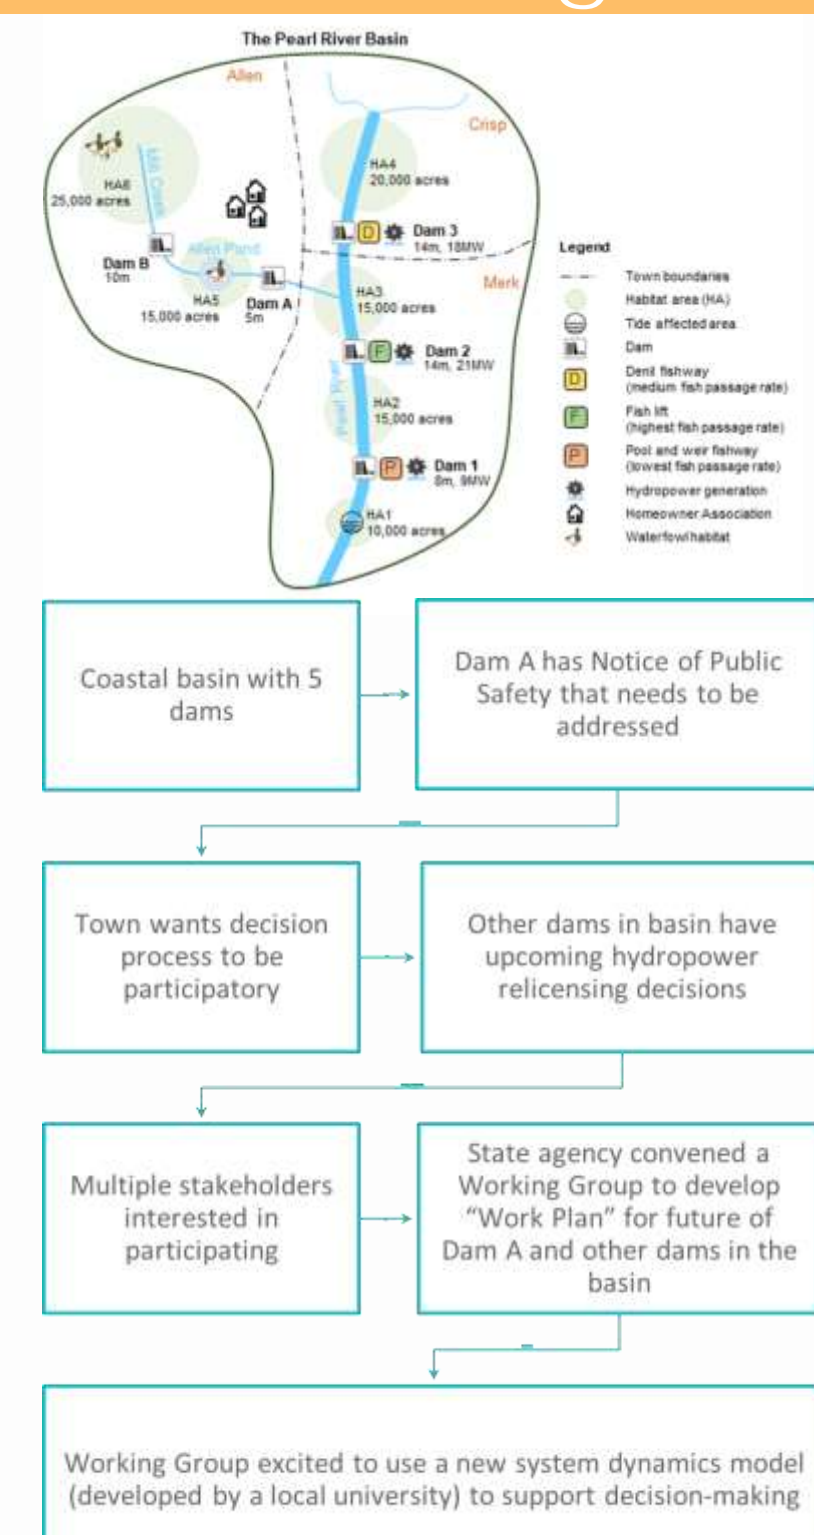 The Pearl River Basin
Allen
Crisp
HA4
20,000 acres
HA6
25,000 acres
Mill Creek
Dam 3
14m, 18MW
Dam B
10m
Allen Pond
HA5
15,000 acres
Dam A
5m
HA3
15,000 acres
Merk
Dam 2
14m, 21MW
Pearl River
HA2
15,000 acres
Dam 1
8m, 9MW
HA1
10,000 acres
D
F
P
Legend
Town boundaries
Habitat area (HA)
Tide affected area
Dam
D
Denil fishway
(medium fish passage rate)
F
Fish lift
(highest fish passage rate)
P
Pool and weir fishway
(lowest fish passage rate)
Hydropower generation
Homeowner Association
Waterfowl habitat
Coastal basin with 5
dams
Dam A has Notice of Public
Safety that needs to be
addressed
Town wants decision
process to be
participatory
Other dams in basin have
upcoming hydropower
relicensing decisions
Multiple stakeholders
interested in
participating
State agency convened a
Working Group to develop
“Work Plan” for future of
Dam A and other dams in the
basin
Working Group excited to use a new system dynamics model
(developed by a local university) to support decision-making